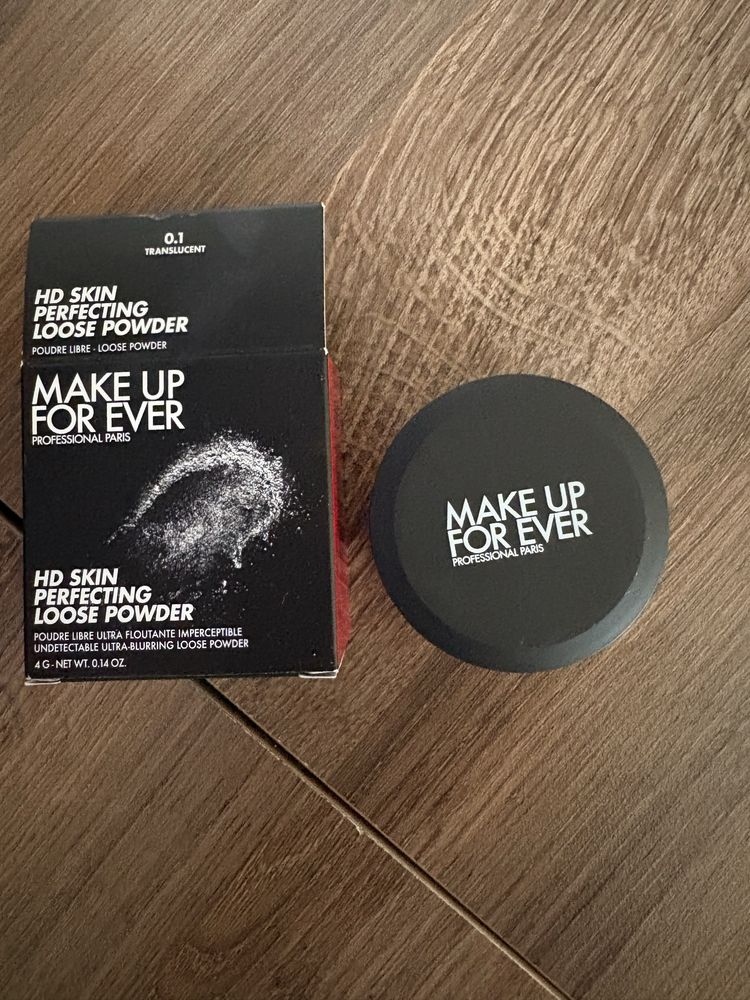 0.1
TRANSLUCENT
HD SKIN
PERFECTING
LOOSE POWDER
POUDRE LIBRE - LOOSE POWDER
MAKE UP
FOR EVER
PROFESSIONAL PARIS
HD SKIN
PERFECTING
LOOSE POWDER
POUDRE LIBRE ULTRA FLOUTANTE IMPERCEPTIBLE
UNDETECTABLE ULTRA-BLURRING LOOSE POWDER
4 G - NET WT. 0.14 OZ.
MAKE UP
FOR EVER
PROFESSIONAL PARIS